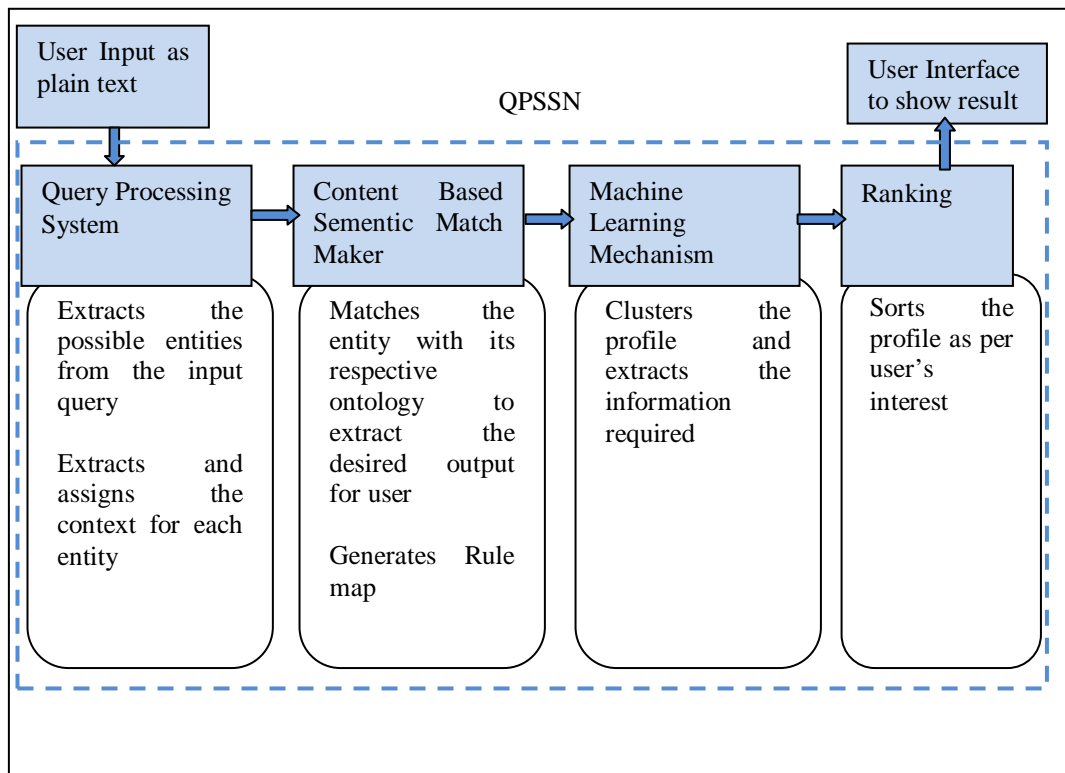 User Input as
plain text
User Interface
to show result
QPSSN
Query Processing
System
Content Based
Sementic Match
Maker
Machine
Learning
Mechanism
Ranking
Extracts the
possible entities
from the input
query
Extracts and
assigns the
context for each
entity
Matches the
entity with its
respective
ontology to
extract the
desired output
for user
Generates Rule
map
Clusters the
profile and
extracts the
information
required
Sorts the
profile as per
user's
interest